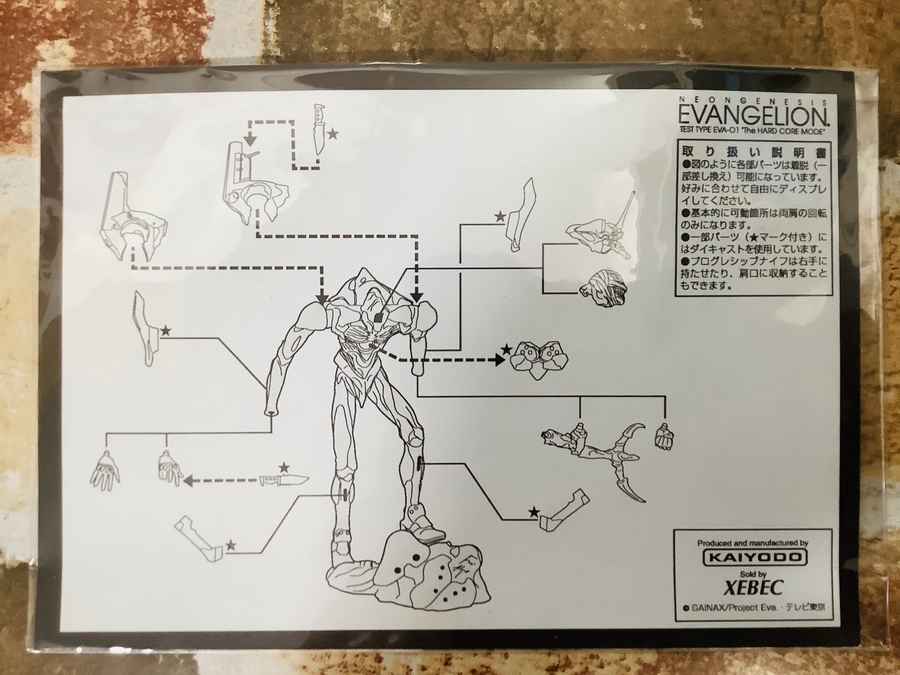 NEON GENESIS
EVANGELION.
TEST TYPE EVA-01 "The HARD CORE MODE"
取り扱い説明書
●図のように各部パーツは着脱（一
部差し換え）可能になっています。
好みに合わせて自由にディスプレ
イしてください。
●基本的に可動箇所は両肩の回転
のみになります。
●一部パーツ（★マーク付き）に
はダイキャストを使用しています。
●プログレシップナイフは右手に
持たせたり、肩口に収納すること
もできます。
Produced and manufactured by
KAIYODO
Sold by
XEBEC
© GAINAX/Project Eva.・テレビ東京